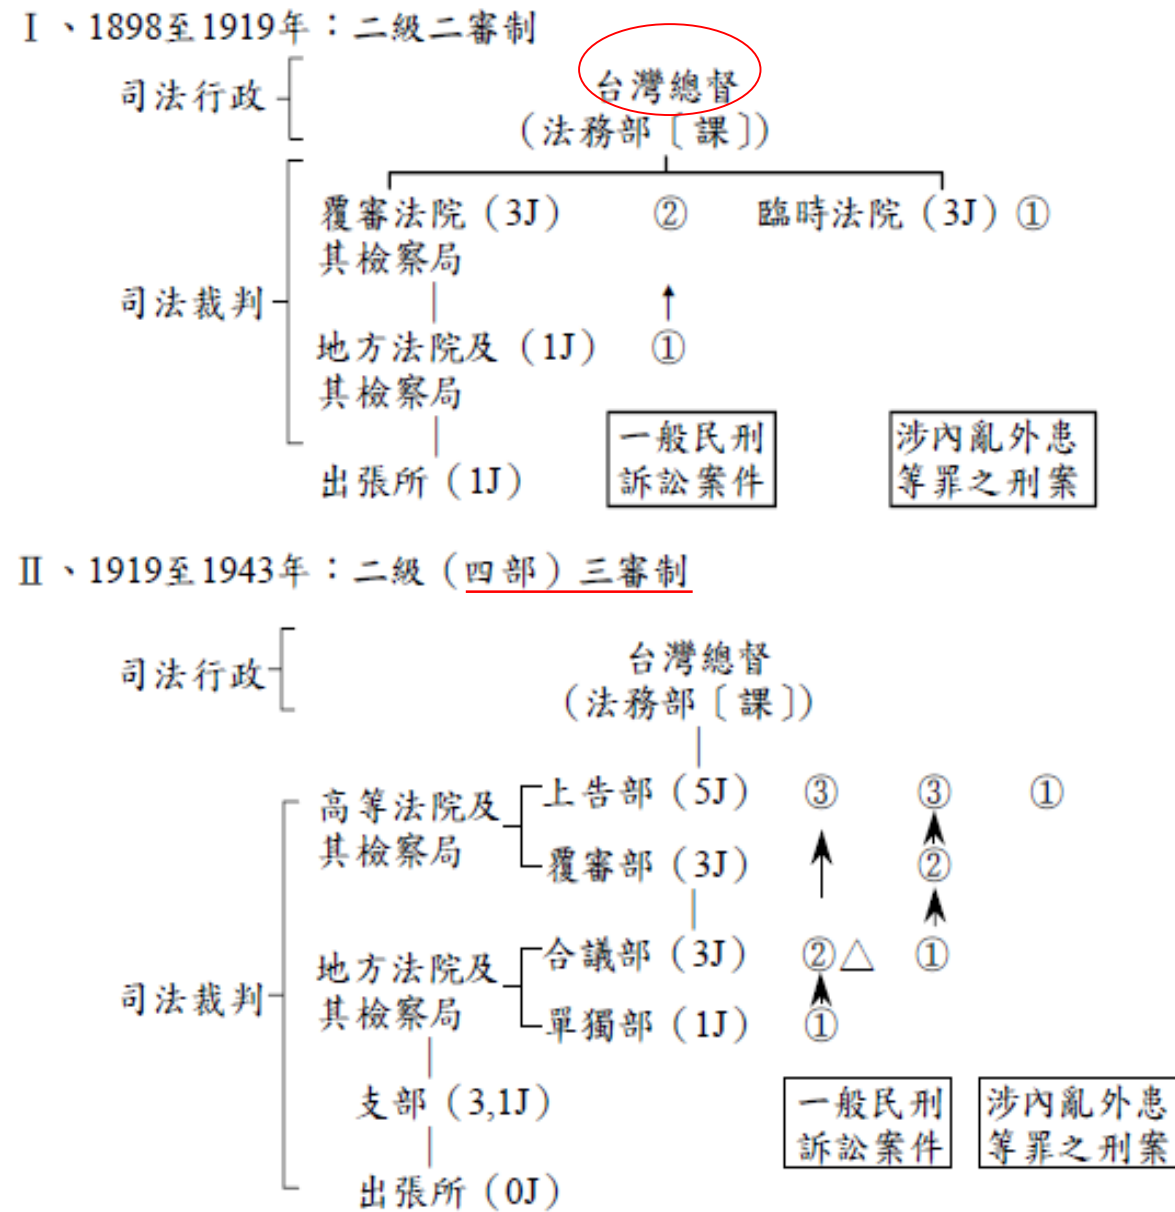 Ⅰ、1898至1919年：二級二審制
司法行政
台灣總督
（法務部〔課〕）
覆審法院（3J） ② 臨時法院（3J）①
其檢察局
司法裁判
↑
地方法院及（1J） ①
其檢察局
一般民刑 涉內亂外患
訴訟案件 等罪之刑案
出張所（1J）
Ⅱ、1919至1943年：二級（四部）三審制
司法行政
台灣總督
（法務部〔課〕）
高等法院及
其檢察局
上告部（5J） ③ ③ ①
覆審部（3J） ②
司法裁判
地方法院及
其檢察局
合議部（3J） ②△ ①
單獨部（1J） ①
支部（3,1J）
一般民刑 涉內亂外患
訴訟案件 等罪之刑案
出張所（0J）